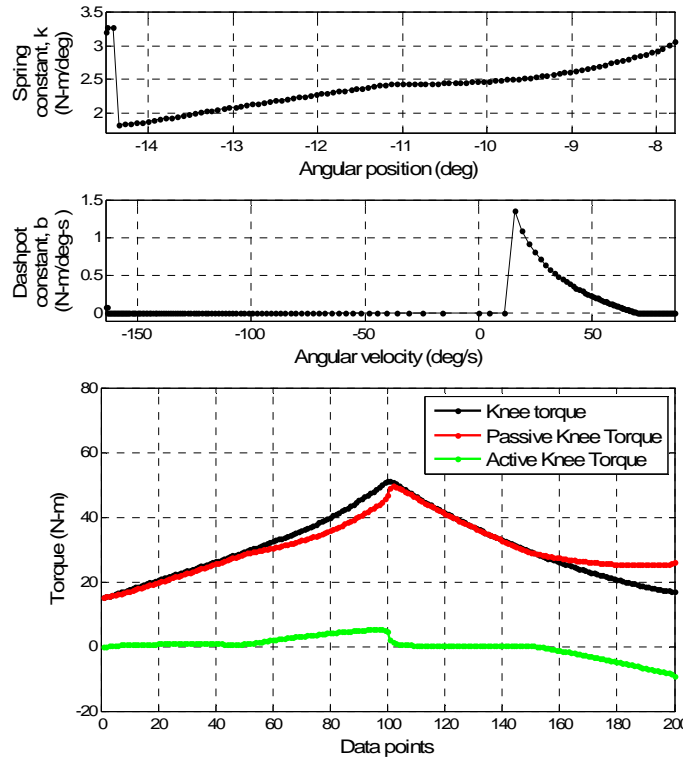 3.5
3
2.5
2
Spring
constant, k
(N-m/deg)
-14
-13
-12
-11
-10
-9
-8
Angular position (deg)
1.5
1
0.5
0
Dashpot
constant, b
(N-m/deg-s )
-150
-100
-50
0
50
Angular velocity (deg/s)
80
60
40
20
0
-20
Torque (N-m)
Knee torque
Passive Knee Torque
Active Knee Torque
0
20
40
60
80
100
120
140
160
180
200
Data points